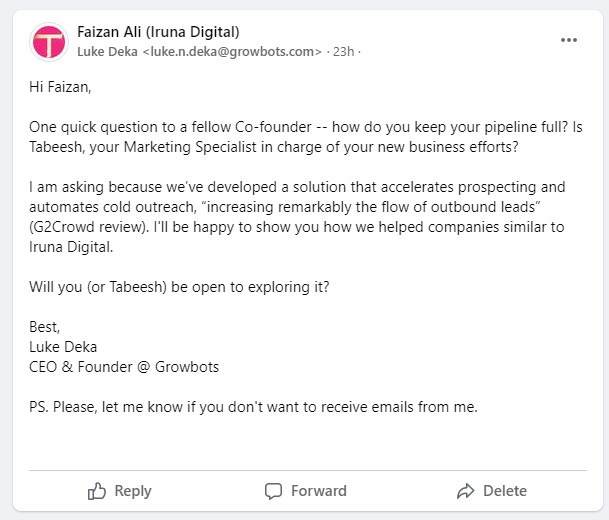 Faizan Ali (Iruna Digital)
Luke Deka <luke.n.deka@growbots.com> · 23h ·
Hi Faizan,
One quick question to a fellow Co-founder -- how do you keep your pipeline full? Is
Tabeesh, your Marketing Specialist in charge of your new business efforts?
I am asking because we’ve developed a solution that accelerates prospecting and
automates cold outreach, “increasing remarkably the flow of outbound leads”
(G2Crowd review). I'll be happy to show you how we helped companies similar to
Iruna Digital.
Will you (or Tabeesh) be open to exploring it?
Best,
Luke Deka
CEO & Founder @ Growbots
PS. Please, let me know if you don't want to receive emails from me.
Reply Forward Delete